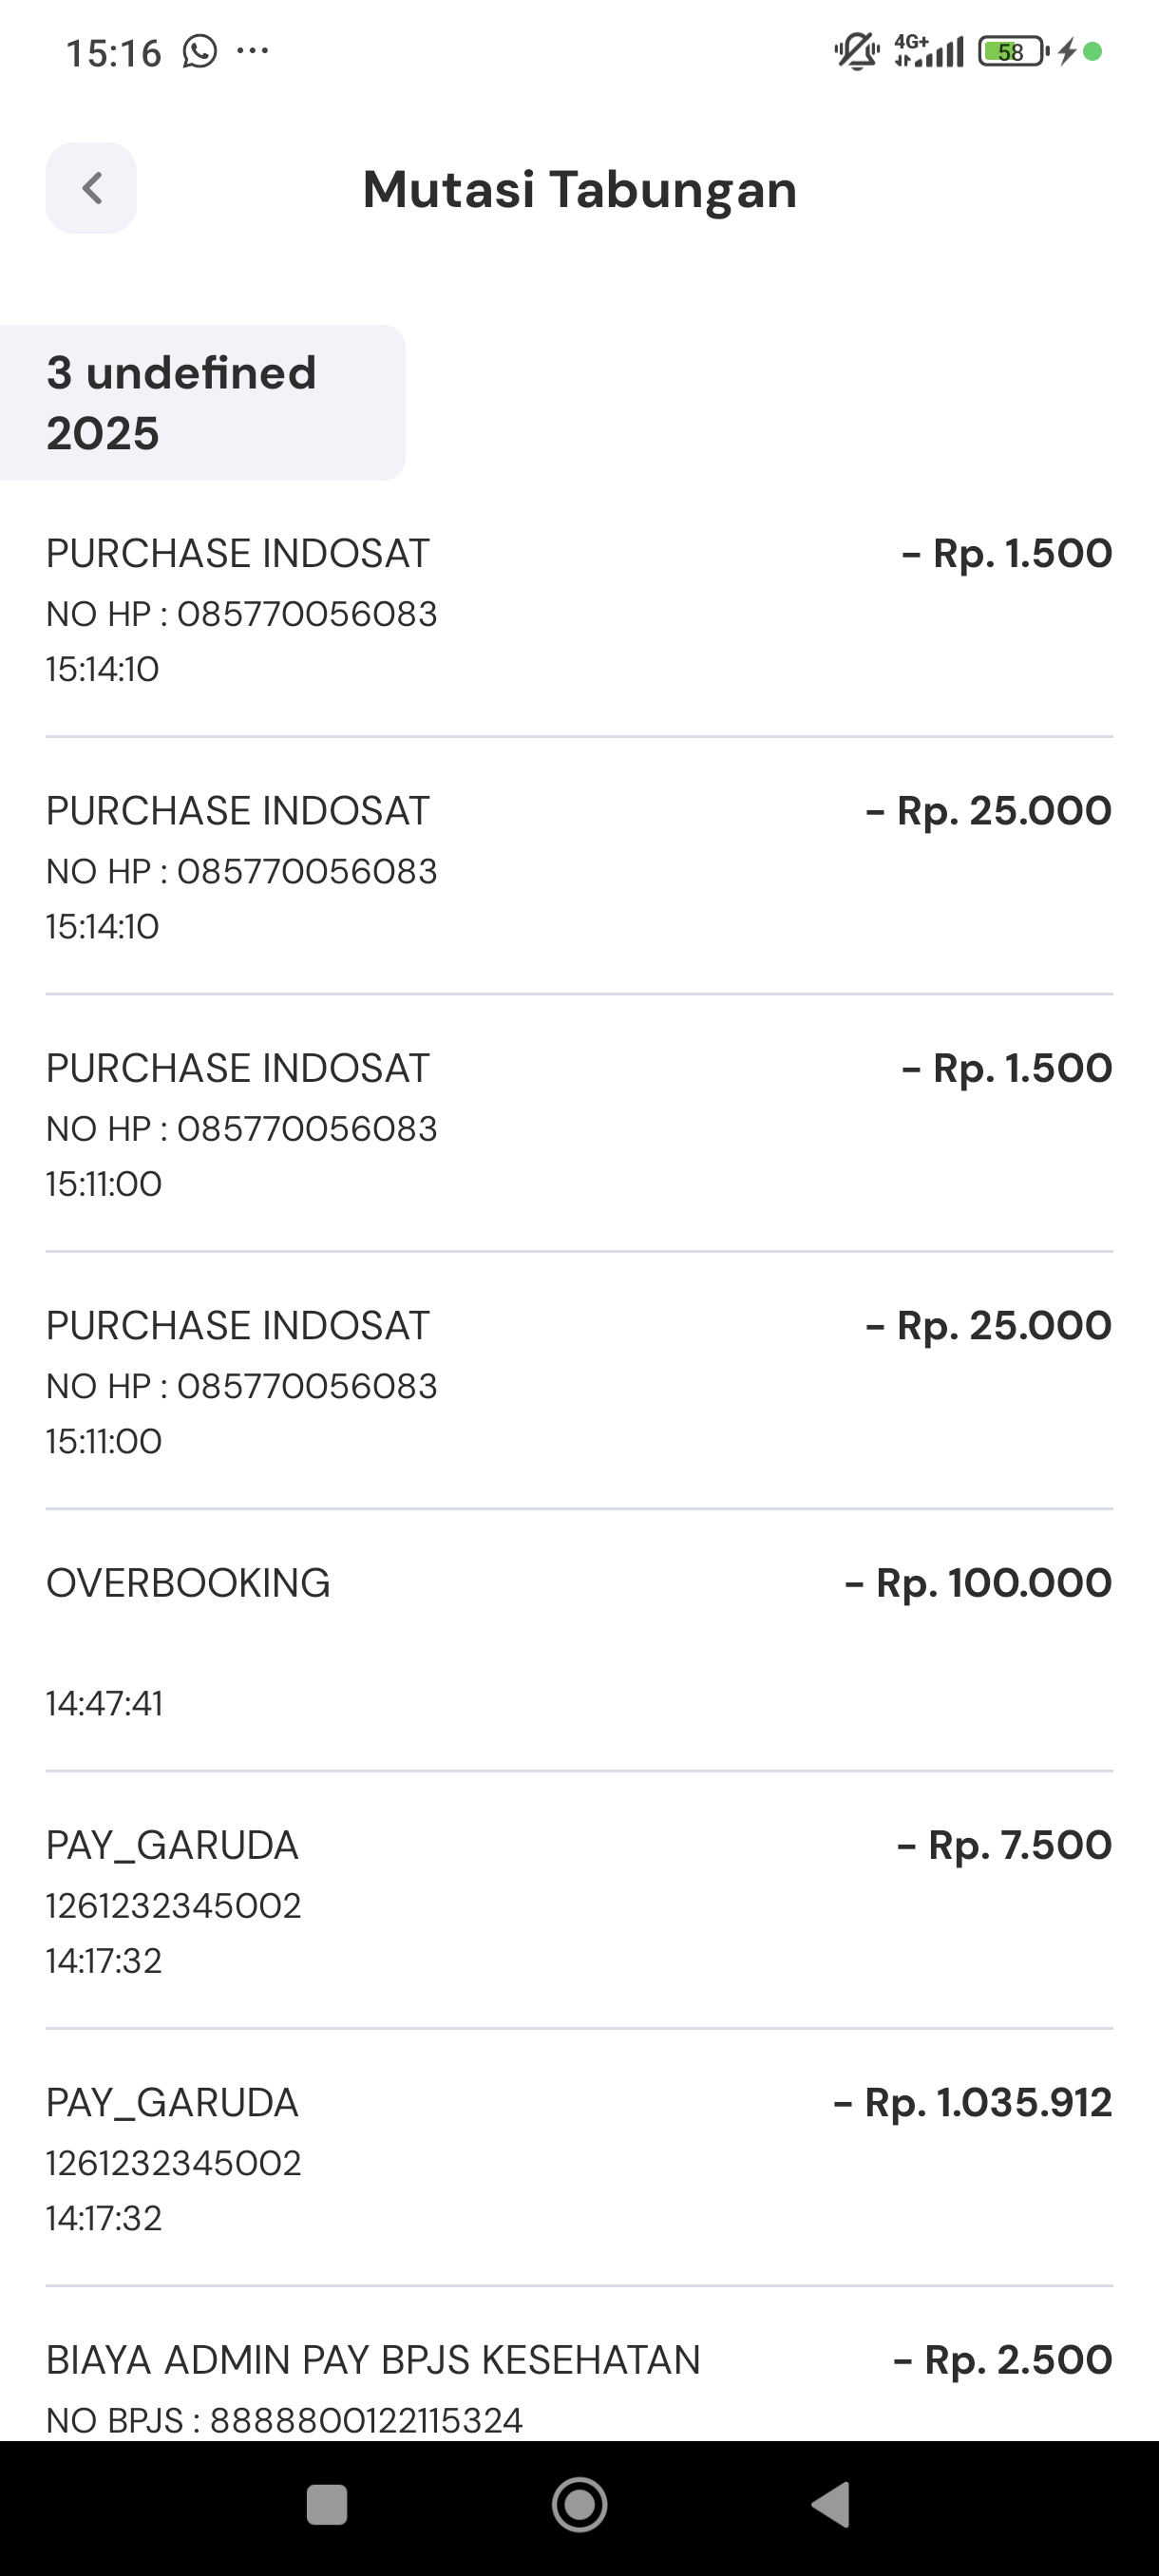 15:16 ...
4G+ 58
Mutasi Tabungan
3 undefined
2025
PURCHASE INDOSAT - Rp. 1.500
NO HP : 085770056083
15:14:10
PURCHASE INDOSAT - Rp. 25.000
NO HP : 085770056083
15:14:10
PURCHASE INDOSAT - Rp. 1.500
NO HP : 085770056083
15:11:00
PURCHASE INDOSAT - Rp. 25.000
NO HP : 085770056083
15:11:00
OVERBOOKING - Rp. 100.000
14:47:41
PAY_GARUDA - Rp. 7.500
1261232345002
14:17:32
PAY_GARUDA - Rp. 1.035.912
1261232345002
14:17:32
BIAYA ADMIN PAY BPJS KESEHATAN - Rp. 2.500
NO BPJS : 8888800122115324